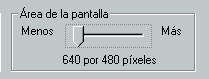 Área de la pantalla
Menos Más
640 por 480 píxeles